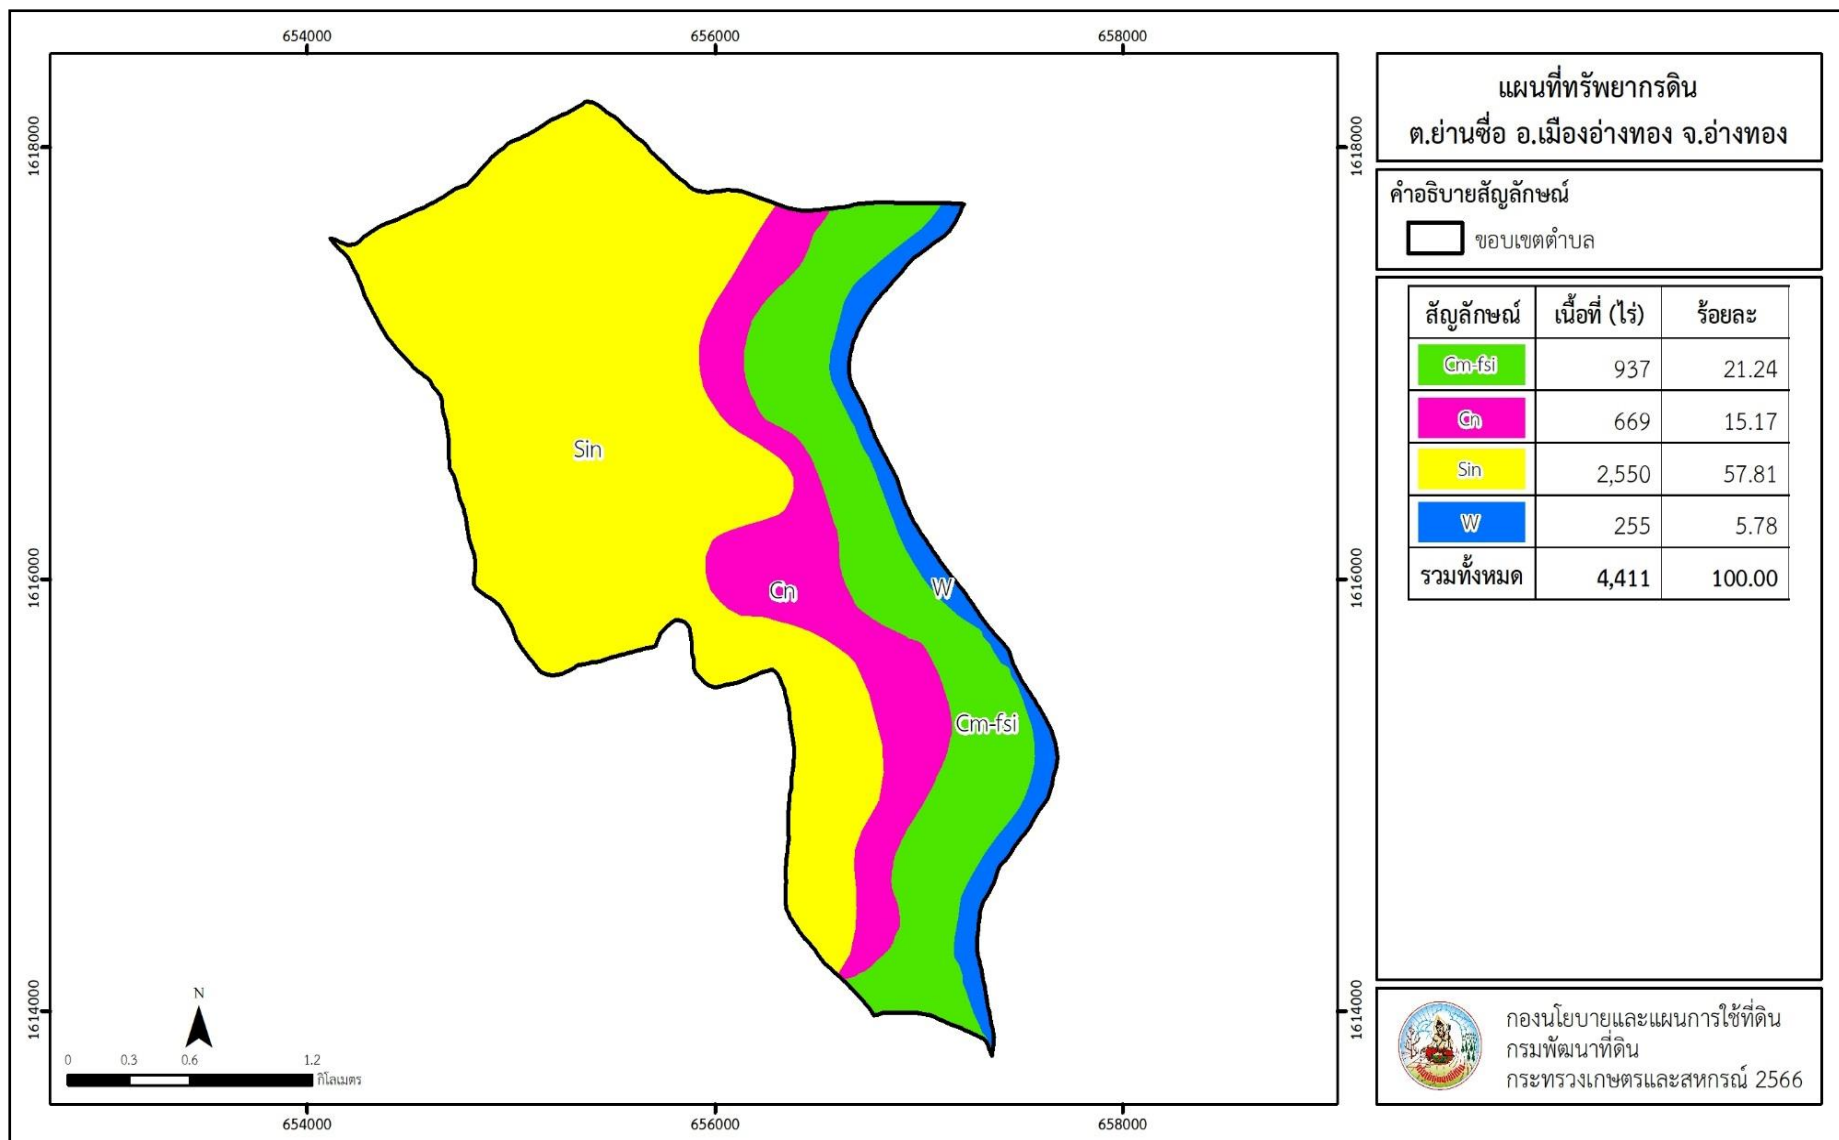 654000
656000
658000
1618000
1618000
1616000
1616000
1614000
1614000
654000
656000
658000
Sin
Cn
W
Cm-fsi
N
0 0.3 0.6 1.2
กิโลเมตร
แผนที่ทรัพยากรดิน
ต.ย่านซื่อ อ.เมืองอ่างทอง จ.อ่างทอง
คำอธิบายสัญลักษณ์
ขอบเขตตำบล
สัญลักษณ์ เนื้อที่ (ไร่) ร้อยละ
Cm-fsi 937 21.24
Cn 669 15.17
Sin 2,550 57.81
W 255 5.78
รวมทั้งหมด 4,411 100.00
กองนโยบายและแผนการใช้ที่ดิน
กรมพัฒนาที่ดิน
กระทรวงเกษตรและสหกรณ์ 2566